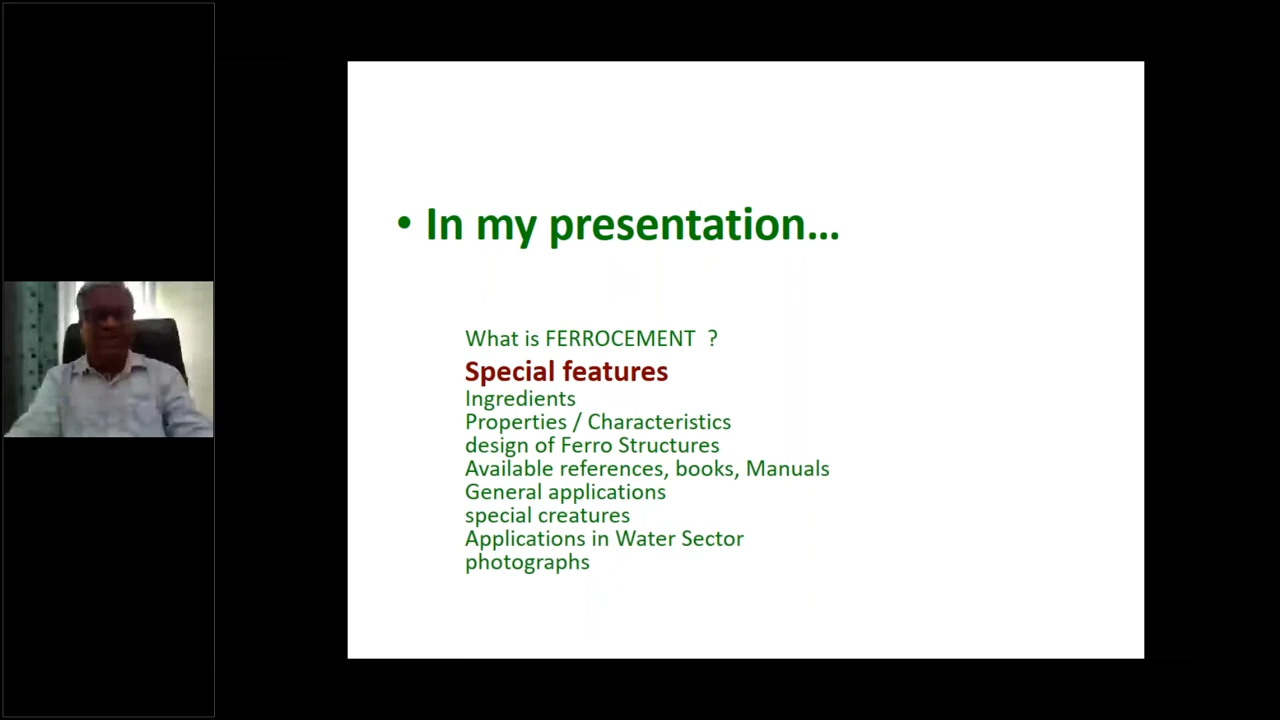 • In my presentation...
What is FERROCEMENT ?
Special features
Ingredients
Properties / Characteristics
design of Ferro Structures
Available references, books, Manuals
General applications
special creatures
Applications in Water Sector
photographs